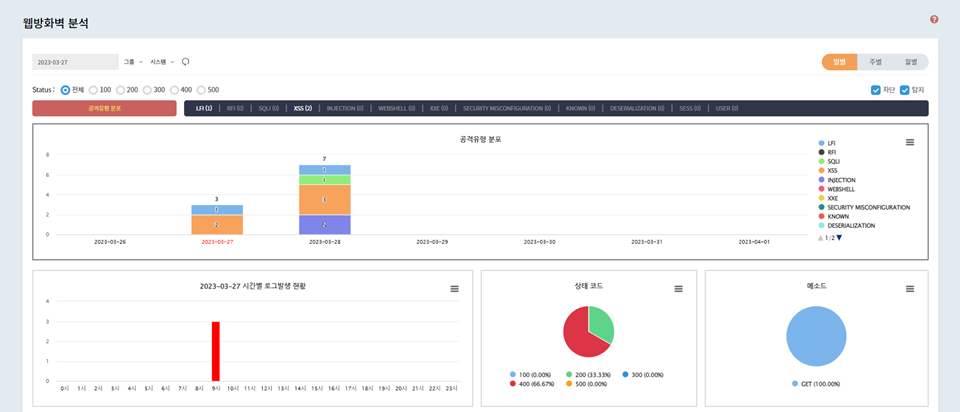 웹방화벽 분석
?
2023-03-27 그룹 시스템 일별 주별 월별
Status : 전체 100 200 300 400 500 차단 탐지
공격유형 분포 LFI (1) RFI (0) SQLI (0) XSS (2) INJECTION (0) WEBSHELL (0) XXE (0) SECURITY MISCONFIGURATION (0) KNOWN (0) DESERIALIZATION (0) SESS (0) USER (0)
공격유형 분포
8
6
4
2
0
3
1
2
7
1
1
3
2
2023-03-26 2023-03-27 2023-03-28 2023-03-29 2023-03-30 2023-03-31 2023-04-01
LFI
RFI
SQLI
XSS
INJECTION
WEBSHELL
XXE
SECURITY MISCONFIGURATION
KNOWN
DESERIALIZATION
1/2
2023-03-27 시간별 로그발생 현황
4
3
2
1
0
0시 1시 2시 3시 4시 5시 6시 7시 8시 9시 10시 11시 12시 13시 14시 15시 16시 17시 18시 19시 20시 21시 22시 23시
상태 코드
100 (0.00%) 200 (33.33%) 300 (0.00%)
400 (66.67%) 500 (0.00%)
메소드
GET (100.00%)